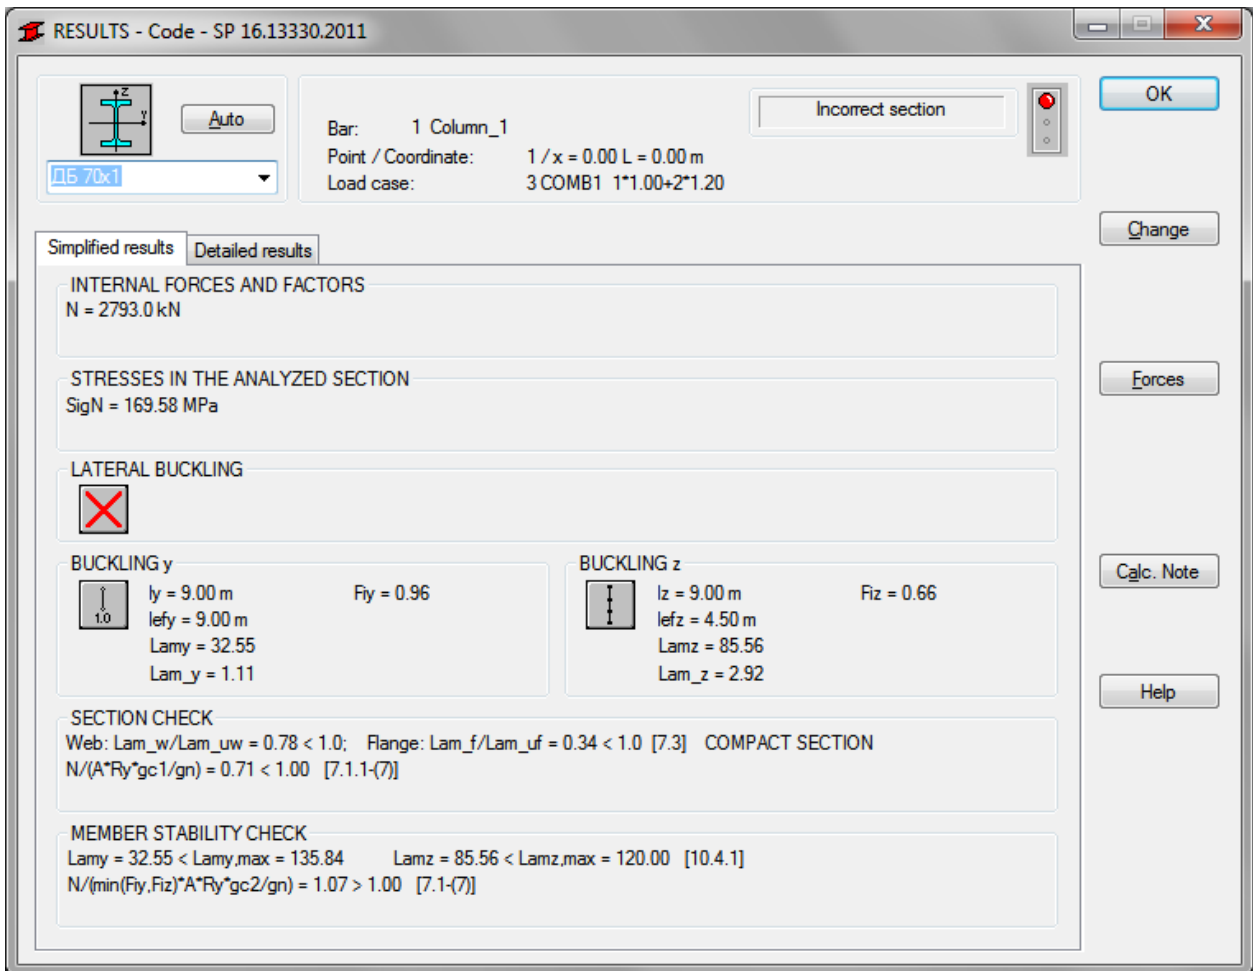 RESULTS - Code - SP 16.13330.2011
z
y
Auto
ДБ 70x1
Bar: 1 Column_1
Point / Coordinate: 1 / x = 0.00 L = 0.00 m
Load case: 3 COMB1 1*1.00+2*1.20
Incorrect section
OK
Change
Forces
Calc. Note
Help
Simplified results
Detailed results
INTERNAL FORCES AND FACTORS
N = 2793.0 kN
STRESSES IN THE ANALYZED SECTION
SigN = 169.58 MPa
LATERAL BUCKLING
BUCKLING y
ly = 9.00 m Fiy = 0.96
lefy = 9.00 m
Lamy = 32.55
Lam_y = 1.11
1.0
BUCKLING z
lz = 9.00 m Fiz = 0.66
lefz = 4.50 m
Lamz = 85.56
Lam_z = 2.92
SECTION CHECK
Web: Lam_w/Lam_uw = 0.78 < 1.0; Flange: Lam_f/Lam_uf = 0.34 < 1.0 [7.3] COMPACT SECTION
N/(A*Ry*gc1/gn) = 0.71 < 1.00 [7.1.1-(7)]
MEMBER STABILITY CHECK
Lamy = 32.55 < Lamy,max = 135.84 Lamz = 85.56 < Lamz,max = 120.00 [10.4.1]
N/(min(Fiy,Fiz)*A*Ry*gc2/gn) = 1.07 > 1.00 [7.1-(7)]